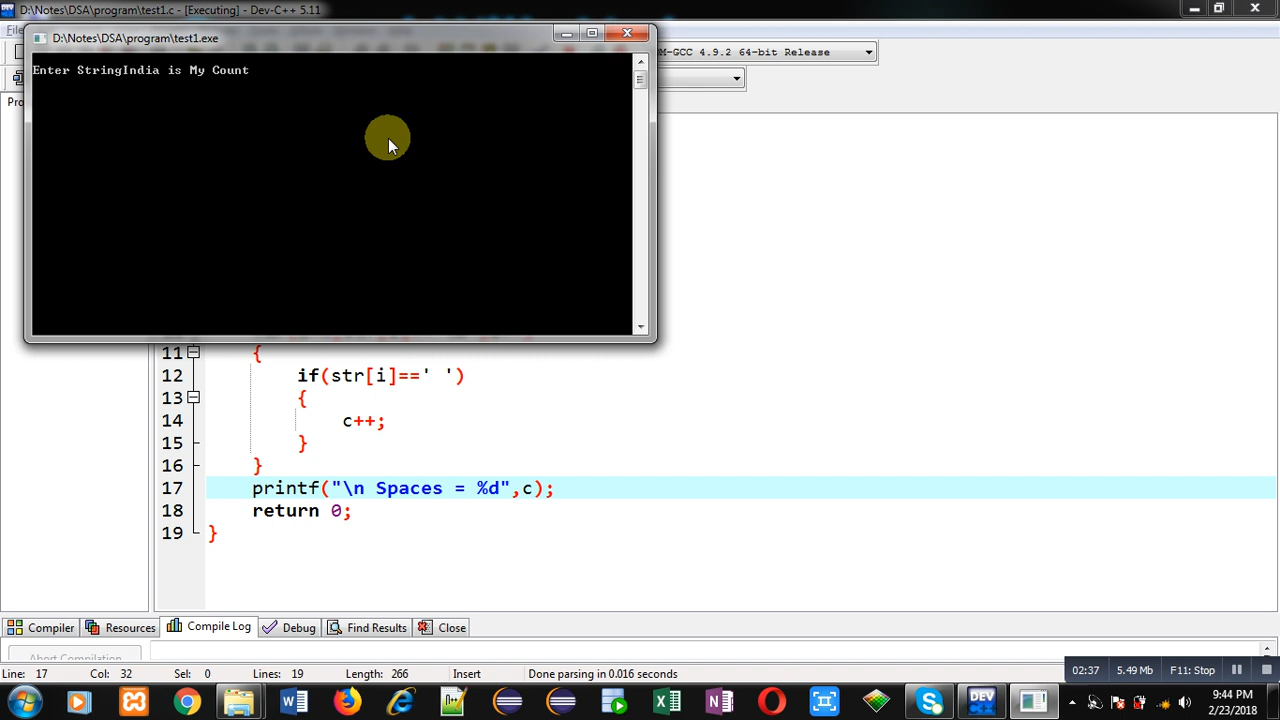 D:\Notes\DSA\program\test1.c - [Executing] - Dev-C++ 5.11
D:\Notes\DSA\program\test1.exe
Enter StringIndia is My Count
M-GCC 4.9.2 64-bit Release
11 {
12 if(str[i]==' ')
13 {
14 c++;
15 }
16 }
17 printf("\n Spaces = %d",c);
18 return 0;
19 }
Compiler Resources Compile Log Debug Find Results Close
Abort Compilation
Line: 17 Col: 32 Sel: 0 Lines: 19 Length: 266 Insert Done parsing in 0.016 seconds
02:37 5.49 Mb F11: Stop
9:44 PM
2/23/2018